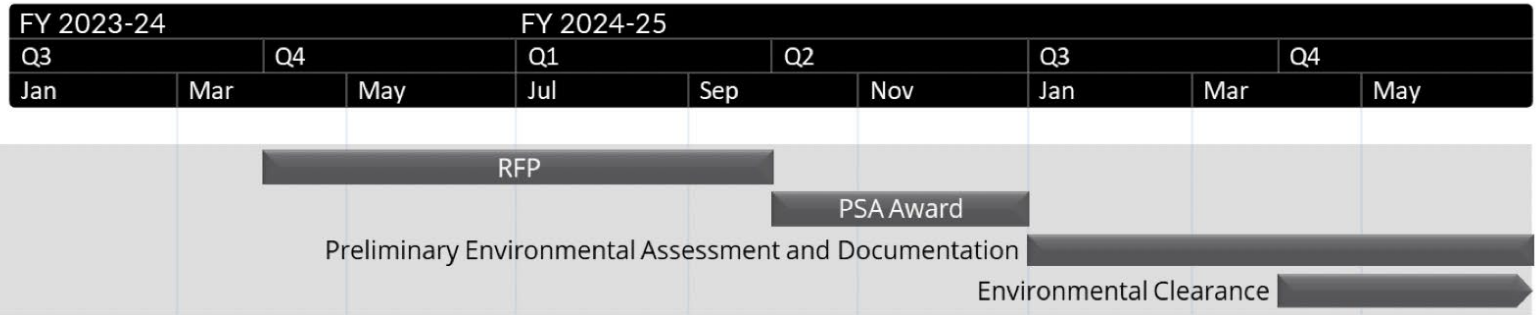 FY 2023-24 FY 2024-25
Q3 Q4 Q1 Q2 Q3 Q4
Jan Mar May Jul Sep Nov Jan Mar May
RFP
PSA Award
Preliminary Environmental Assessment and Documentation
Environmental Clearance